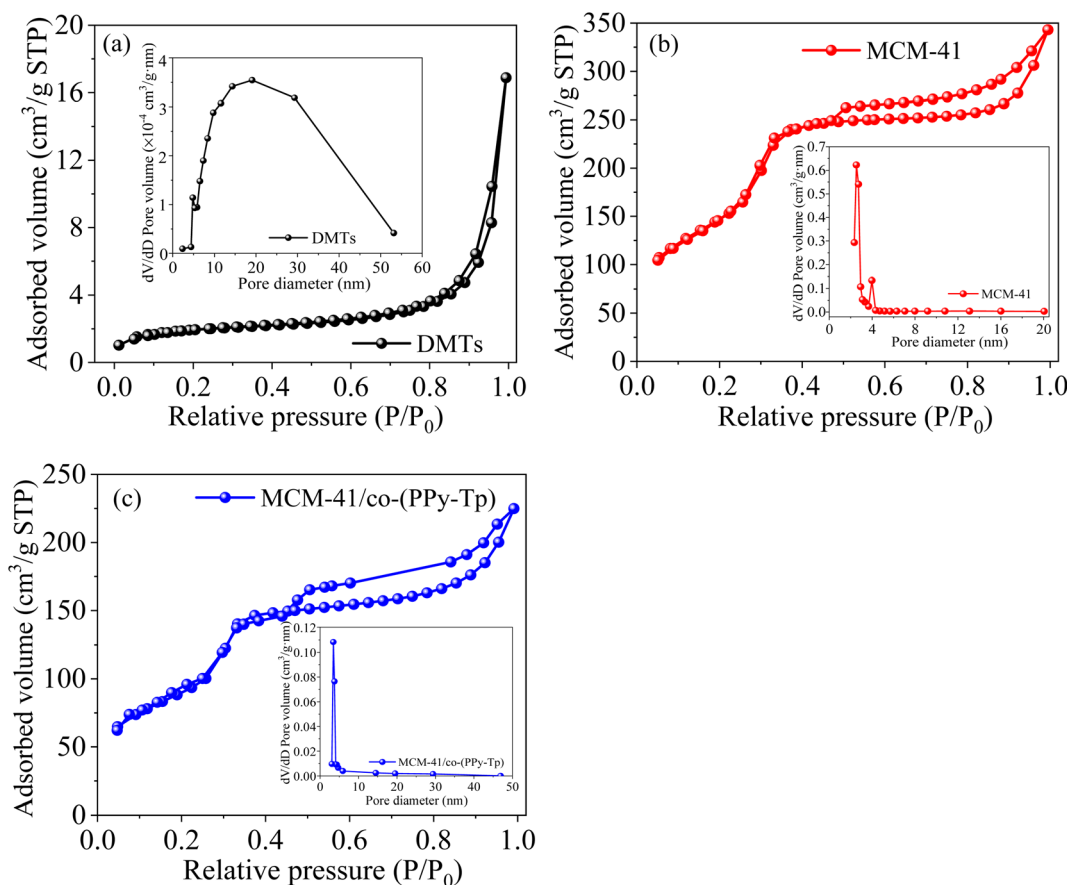 (a)
DMTs
Adsorbed volume (cm³/g STP)
20
16
12
8
4
0
0.0 0.2 0.4 0.6 0.8 1.0
Relative pressure (P/P₀)
dV/dD Pore volume (×10⁻⁴ cm³/g·nm)
4
3
2
1
0
0 10 20 30 40 50 60
Pore diameter (nm)
DMTs
(b)
MCM-41
Adsorbed volume (cm³/g STP)
350
300
250
200
150
100
50
0
0.0 0.2 0.4 0.6 0.8 1.0
Relative pressure (P/P₀)
dV/dD Pore volume (cm³/g·nm)
0.7
0.6
0.5
0.4
0.3
0.2
0.1
0.0
0 4 8 12 16 20
Pore diameter (nm)
MCM-41
(c)
MCM-41/co-(PPy-Tp)
Adsorbed volume (cm³/g STP)
250
200
150
100
50
0
0.0 0.2 0.4 0.6 0.8 1.0
Relative pressure (P/P₀)
dV/dD Pore volume (cm³/g·nm)
0.12
0.10
0.08
0.06
0.04
0.02
0.00
0 10 20 30 40 50
Pore diameter (nm)
MCM-41/co-(PPy-Tp)